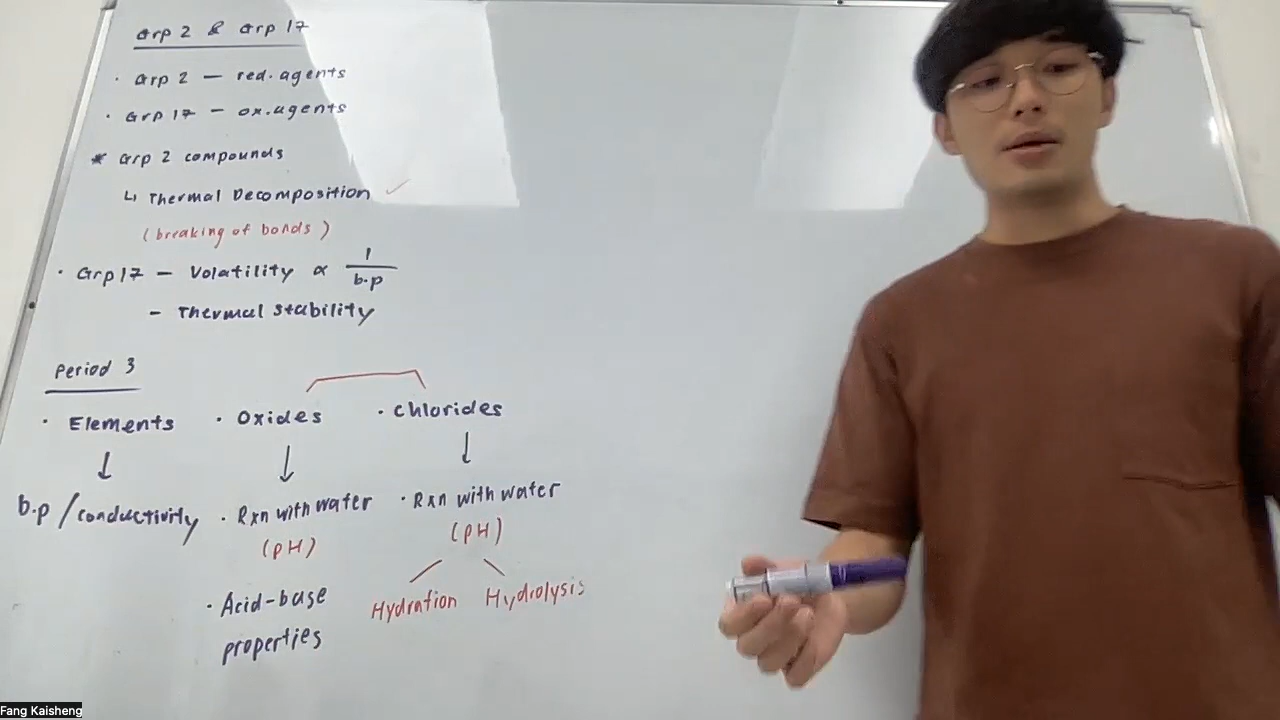 Grp 2 & Grp 17
· Grp 2 — red. agents
· Grp 17 — ox. agents
* Grp 2 compounds
↳ Thermal Decomposition ✓
(breaking of bonds)
· Grp 17 — Volatility ∝ 1/b.p
— Thermal stability
Period 3
· Elements · Oxides · Chlorides
↓ ↓ ↓
b.p / conductivity · Rxn with water · Rxn with water
(pH) (pH)
· Acid-base Hydration Hydrolysis
properties
Fang Kaisheng